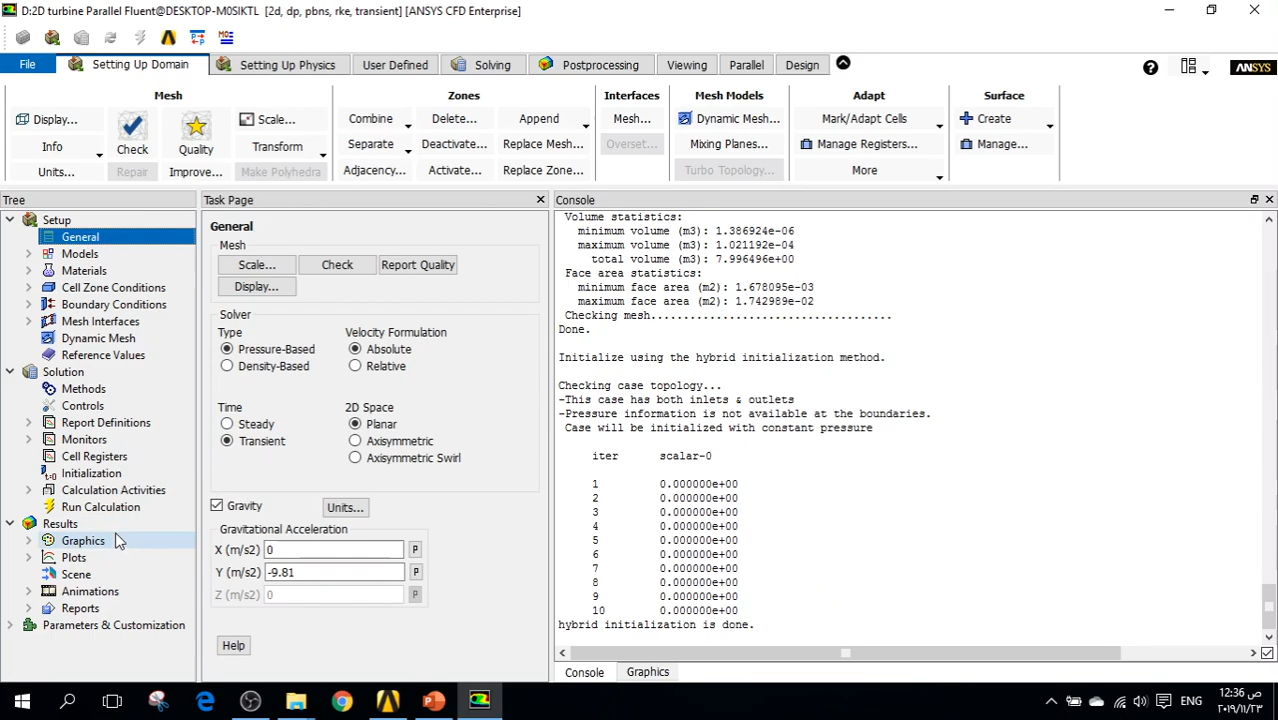 D:2D turbine Parallel Fluent@DESKTOP-M0SIKTL [2d, dp, pbns, rke, transient] [ANSYS CFD Enterprise]
File
Setting Up Domain
Setting Up Physics
User Defined
Solving
Postprocessing
Viewing
Parallel
Design
ANSYS
Mesh
Display...
Info
Units...
Check
Repair
Quality
Improve...
Scale...
Transform
Make Polyhedra
Zones
Combine
Separate
Adjacency...
Delete...
Deactivate...
Activate...
Append
Replace Mesh...
Replace Zone...
Interfaces
Mesh...
Overset...
Mesh Models
Dynamic Mesh...
Mixing Planes...
Turbo Topology...
Adapt
Mark/Adapt Cells
Manage Registers...
More
Surface
Create
Manage...
Tree
Setup
General
Models
Materials
Cell Zone Conditions
Boundary Conditions
Mesh Interfaces
Dynamic Mesh
Reference Values
Solution
Methods
Controls
Report Definitions
Monitors
Cell Registers
Initialization
Calculation Activities
Run Calculation
Results
Graphics
Plots
Scene
Animations
Reports
Parameters & Customization
Task Page
General
Mesh
Scale... Check Report Quality
Display...
Solver
Type
Pressure-Based
Density-Based
Velocity Formulation
Absolute
Relative
Time
Steady
Transient
2D Space
Planar
Axisymmetric
Axisymmetric Swirl
Gravity
Units...
Gravitational Acceleration
X (m/s2) 0 P
Y (m/s2) -9.81 P
Z (m/s2) 0 P
Help
Console
Volume statistics:
minimum volume (m3): 1.386924e-06
maximum volume (m3): 1.021192e-04
total volume (m3): 7.996496e+00
Face area statistics:
minimum face area (m2): 1.678095e-03
maximum face area (m2): 1.742989e-02
Checking mesh...................................
Done.
Initialize using the hybrid initialization method.
Checking case topology...
-This case has both inlets & outlets
-Pressure information is not available at the boundaries.
Case will be initialized with constant pressure
iter scalar-0
1 0.000000e+00
2 0.000000e+00
3 0.000000e+00
4 0.000000e+00
5 0.000000e+00
6 0.000000e+00
7 0.000000e+00
8 0.000000e+00
9 0.000000e+00
10 0.000000e+00
hybrid initialization is done.
Console
Graphics
ENG
12:36 ص
٢٠١٩/١١/٢٣